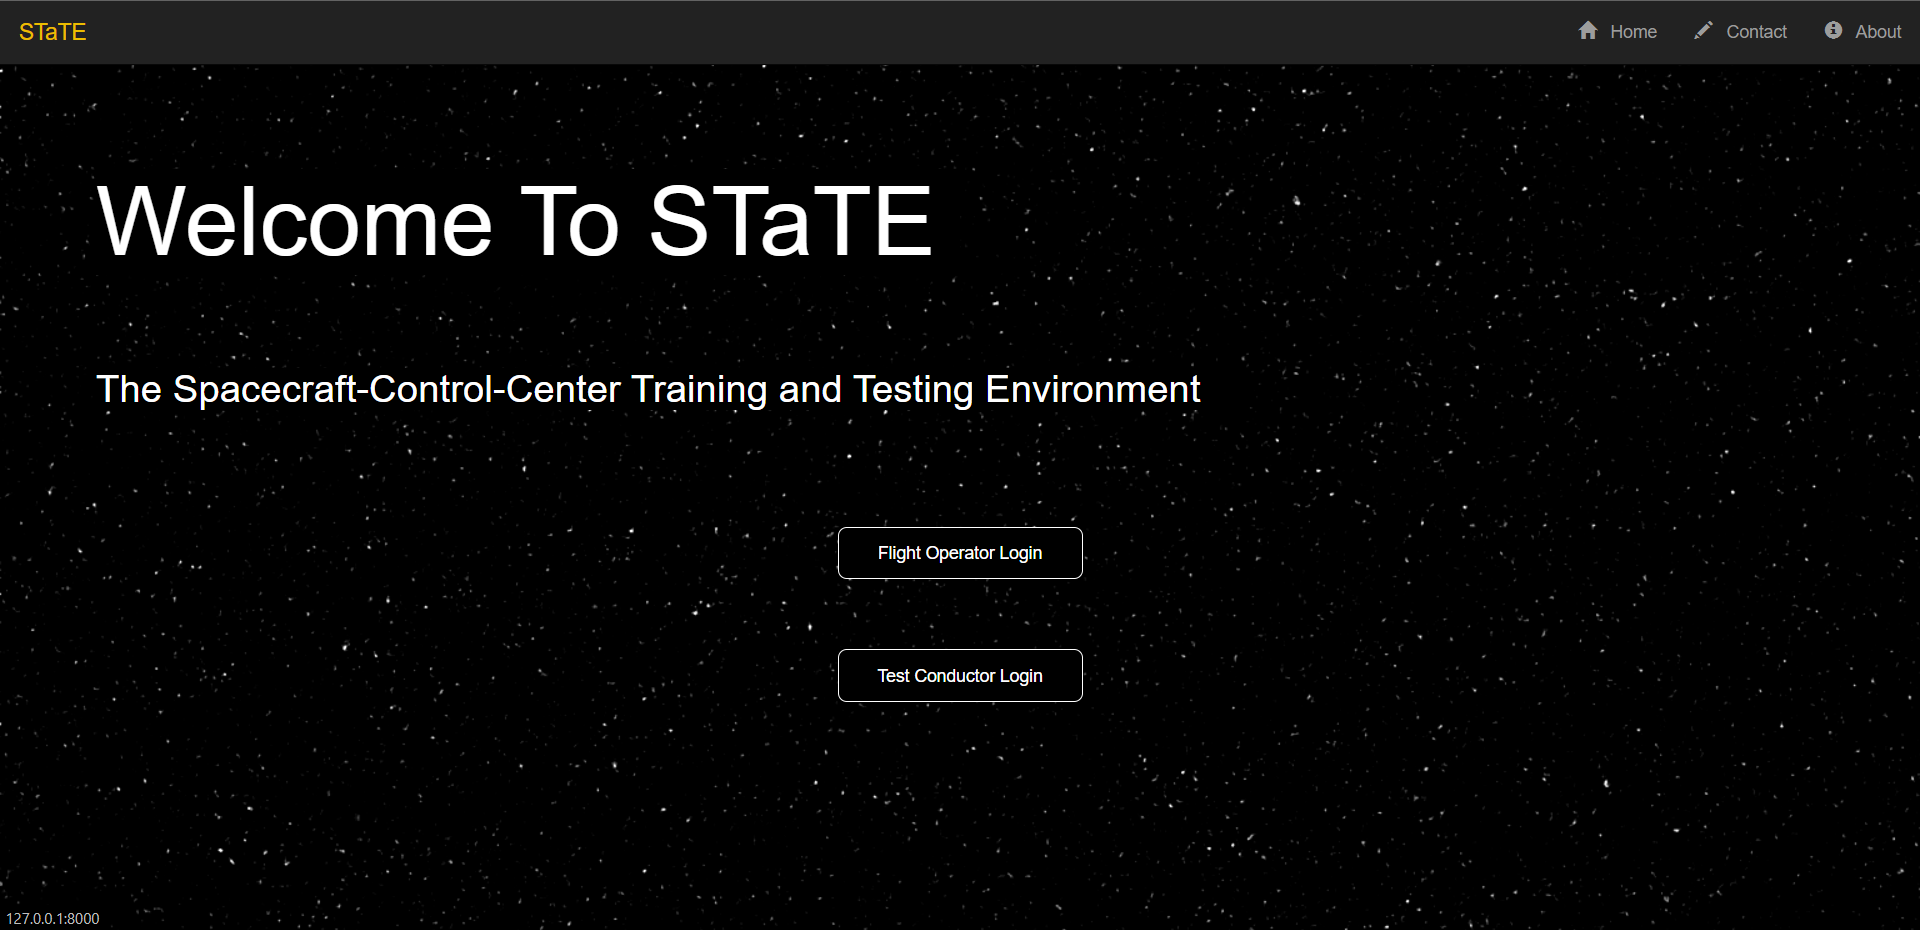 STaTE
Home Contact About
Welcome To STaTE
The Spacecraft-Control-Center Training and Testing Environment
Flight Operator Login
Test Conductor Login
127.0.0.1:8000